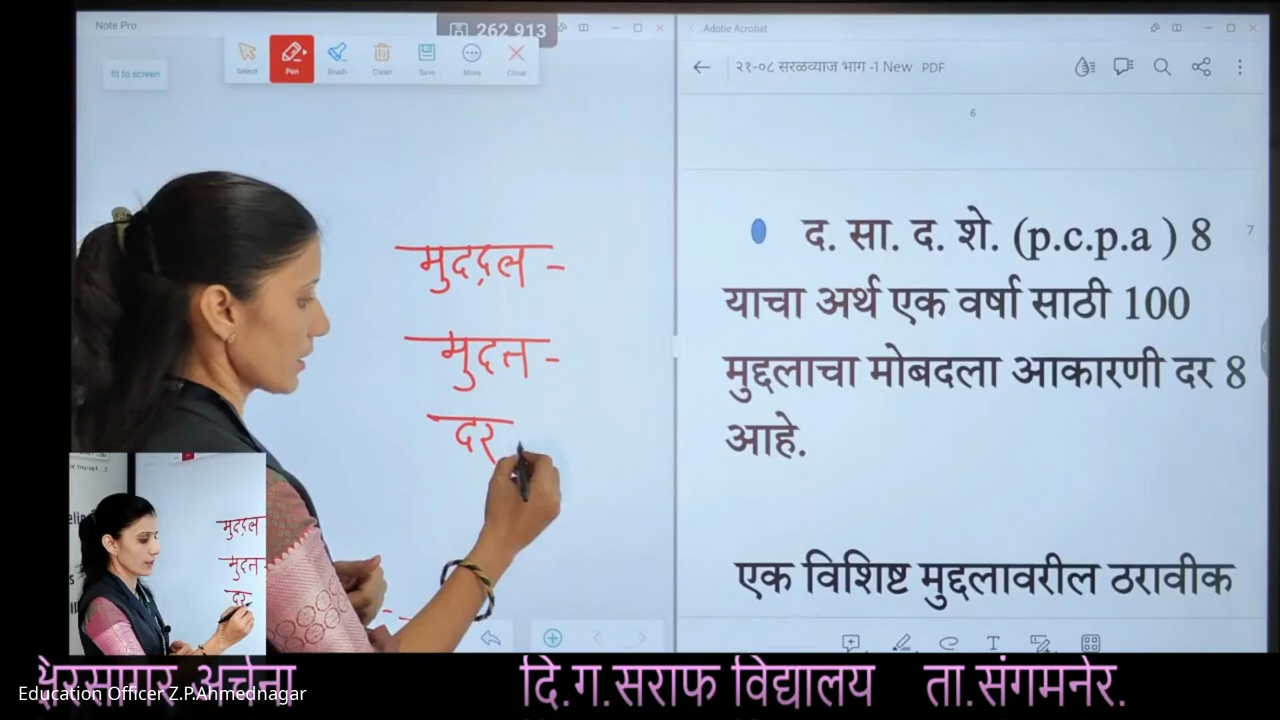 Note Pro
262,913
Adobe Acrobat
fit to screen
Select
Pen
Brush
Clean
Save
More
Close
२१-०८ सरळव्याज भाग -1 New PDF
6
7
मुददल -
मुदत -
दर
द. सा. द. शे. (p.c.p.a ) 8
याचा अर्थ एक वर्षा साठी 100
मुद्दलाचा मोबदला आकारणी दर 8
आहे.
एक विशिष्ट मुद्दलावरील ठरावीक
मुददल
मुदत -
दर
क्षीरसागर अर्चना दि.ग.सराफ विद्यालय ता.संगमनेर.
Education Officer Z.P.Ahmednagar